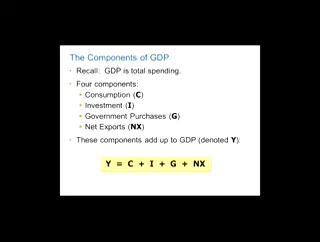 The Components of GDP
Recall: GDP is total spending.
Four components:
Consumption (C)
Investment (I)
Government Purchases (G)
Net Exports (NX)
These components add up to GDP (denoted Y):
Y = C + I + G + NX